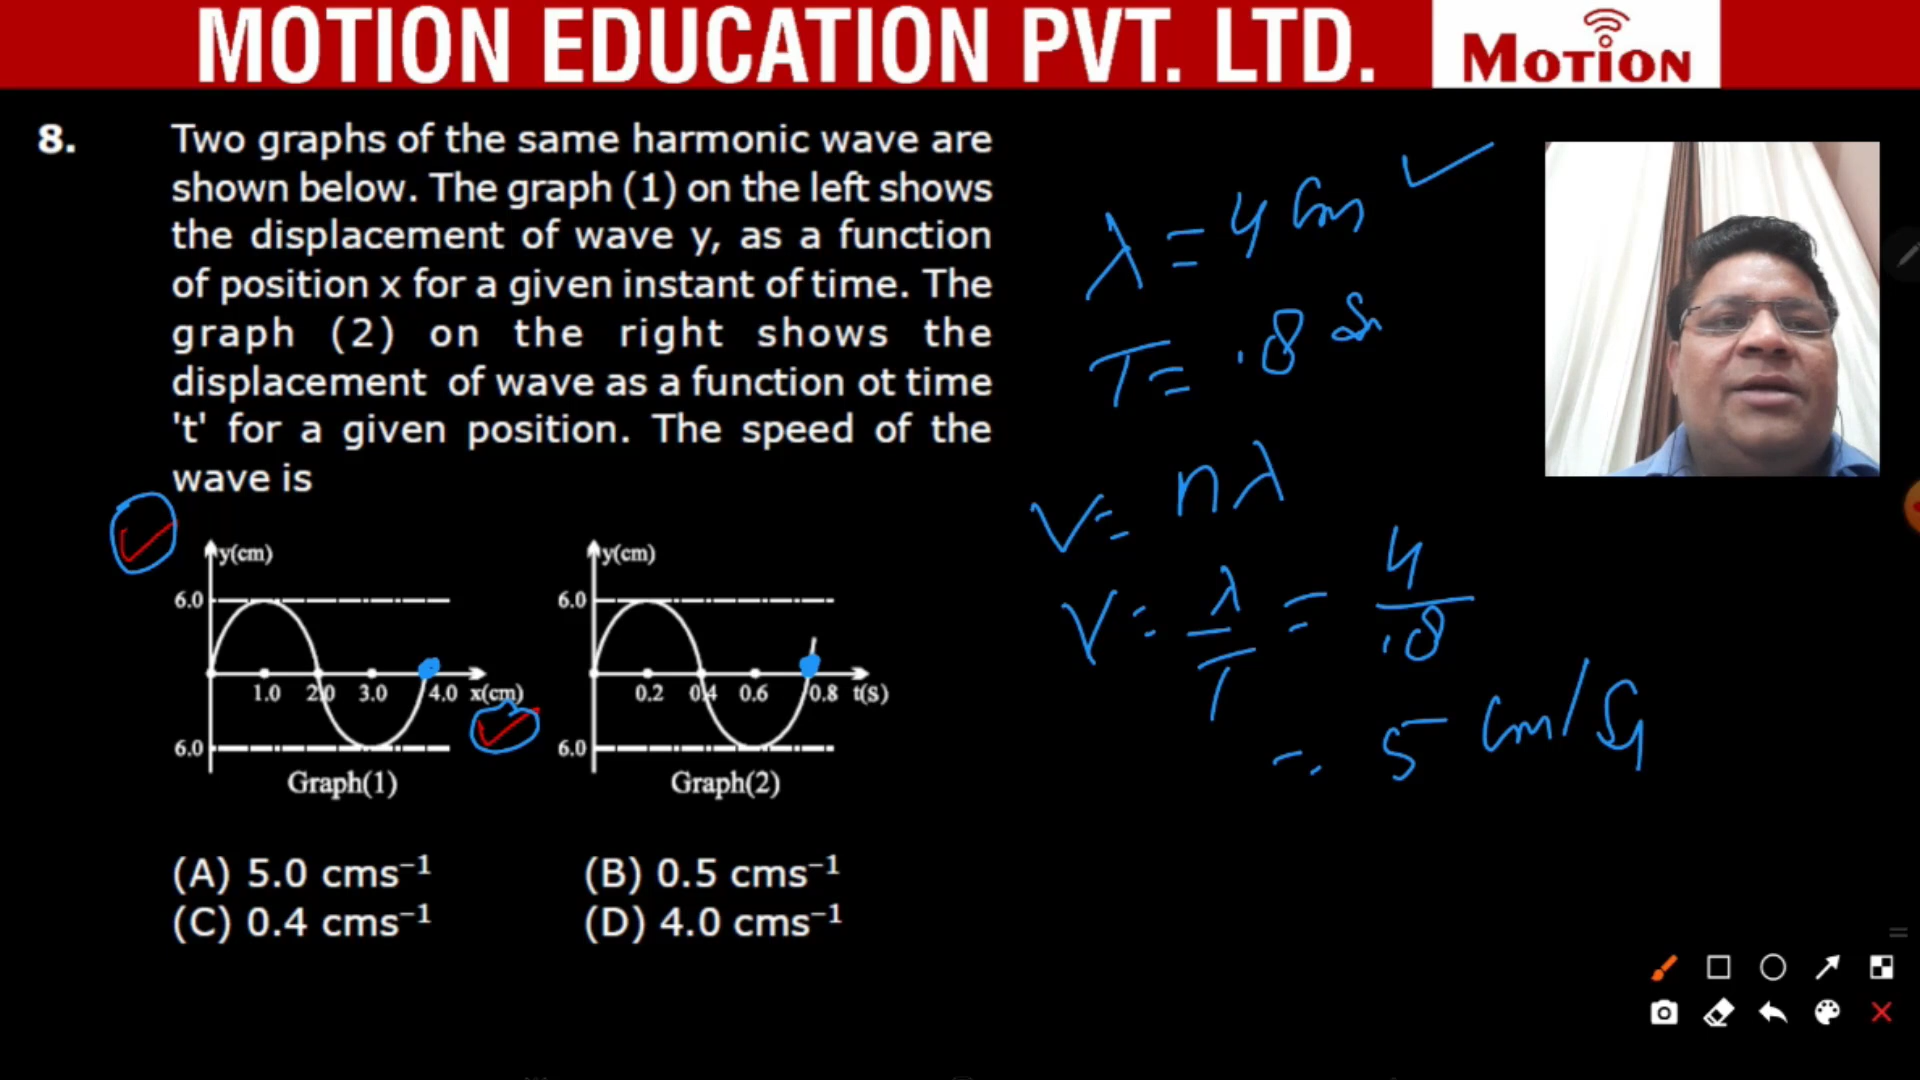 MOTION EDUCATION PVT. LTD.
MOTION
8.
Two graphs of the same harmonic wave are
shown below. The graph (1) on the left shows
the displacement of wave y, as a function
of position x for a given instant of time. The
graph (2) on the right shows the
displacement of wave as a function ot time
't' for a given position. The speed of the
wave is
y(cm)
6.0
1.0 2.0 3.0 4.0 x(cm)
6.0
Graph(1)
y(cm)
6.0
0.2 0.4 0.6 0.8 t(s)
6.0
Graph(2)
(A) 5.0 cms⁻¹ (B) 0.5 cms⁻¹
(C) 0.4 cms⁻¹ (D) 4.0 cms⁻¹
λ = 4 cm
T = .8
V = nλ
V = λ/T = 4/.8
= 5 cm/